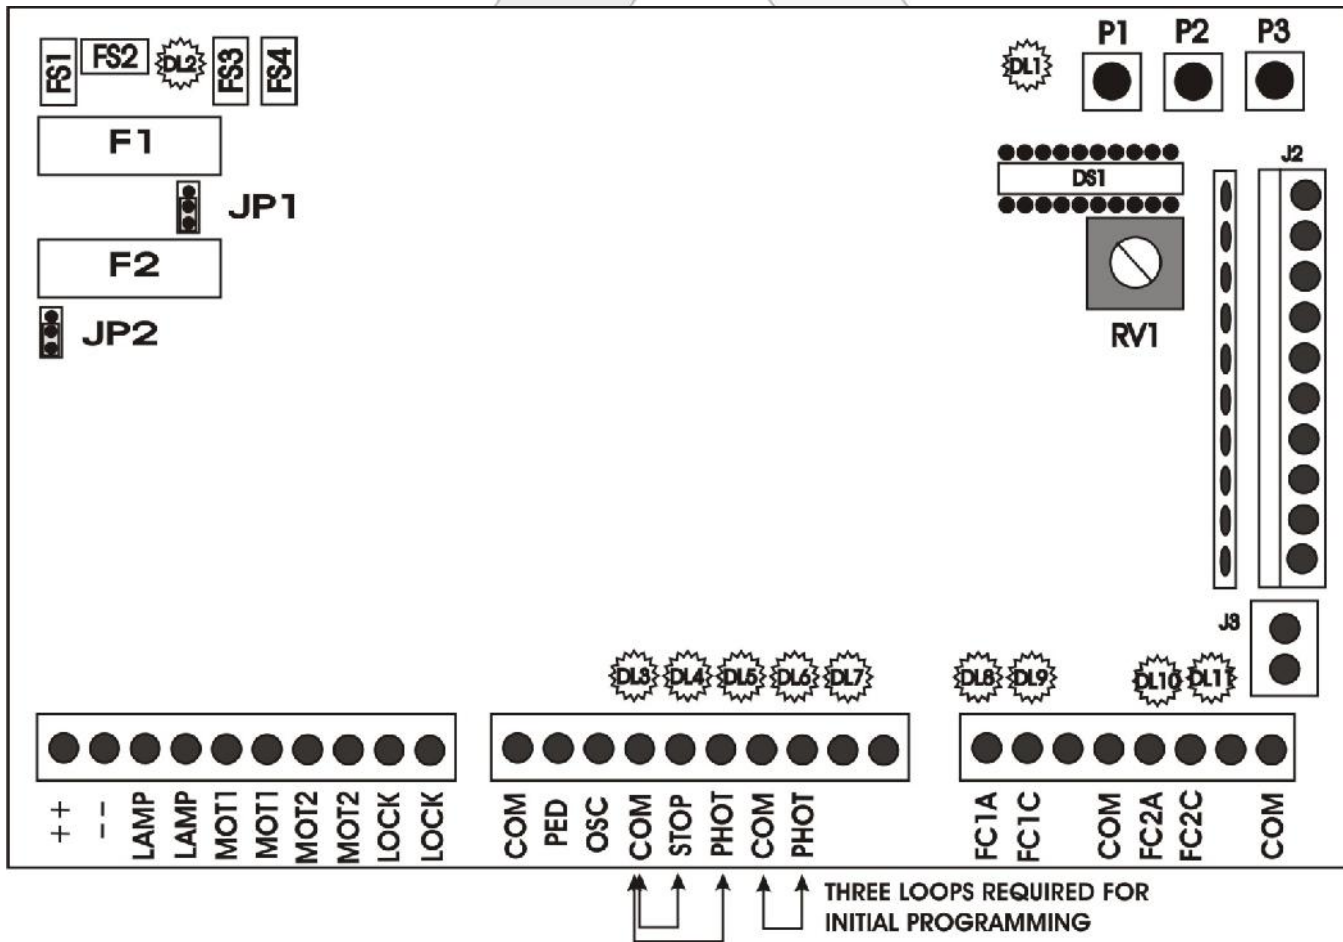 P1 P2 P3
FS1 FS2 DL2 FS3 FS4 DL1
F1
J2
DS1
JP1
F2
RV1
JP2
J3
DL3 DL4 DL5 DL6 DL7 DL8 DL9 DL10 DL11
++ -- LAMP LAMP MOT1 MOT1 MOT2 MOT2 LOCK LOCK COM PED OSC COM STOP PHOT COM PHOT FC1A FC1C COM FC2A FC2C COM
THREE LOOPS REQUIRED FOR
INITIAL PROGRAMMING